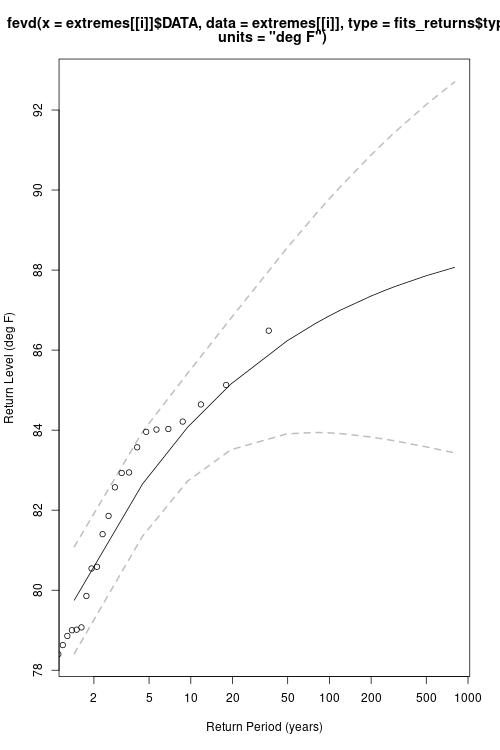 fevd(x = extremes[[i]]$DATA, data = extremes[[i]], type = fits_returns$typ
units = "deg F")
92
90
88
86
84
82
80
78
Return Level (deg F)
2 5 10 20 50 100 200 500 1000
Return Period (years)